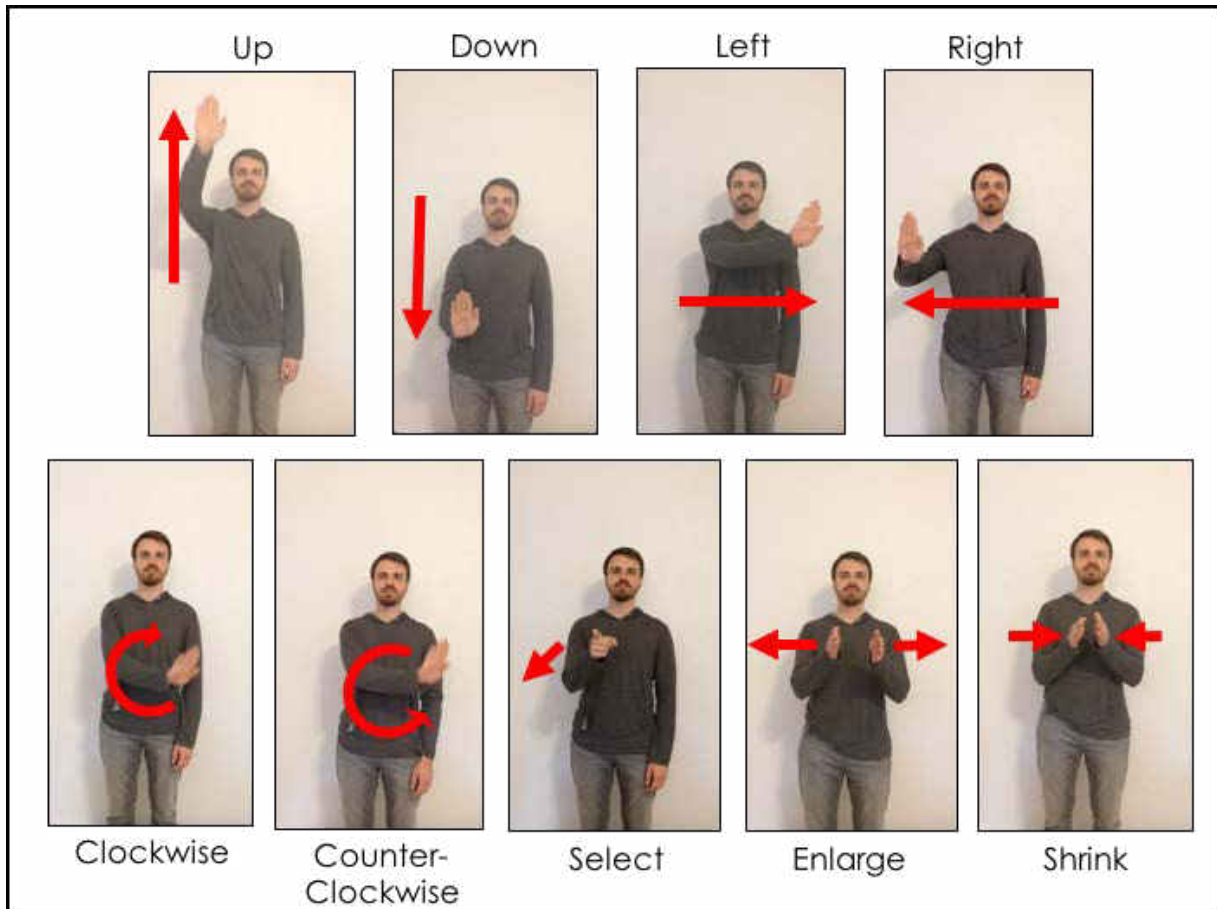 Up
Down
Left
Right
Clockwise
Counter-
Clockwise
Select
Enlarge
Shrink